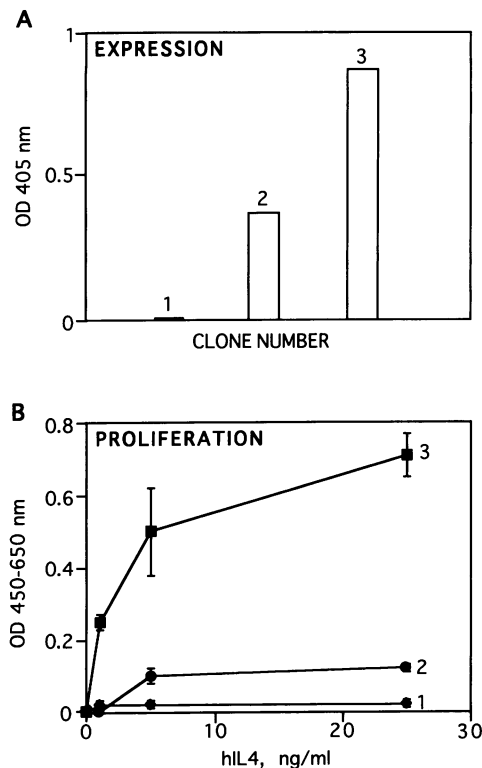 A
EXPRESSION
1
0.5
0
OD 405 nm
1
2
3
CLONE NUMBER
B
PROLIFERATION
0.8
0.6
0.4
0.2
0
OD 450-650 nm
3
2
1
0 10 20 30
hIL4, ng/ml